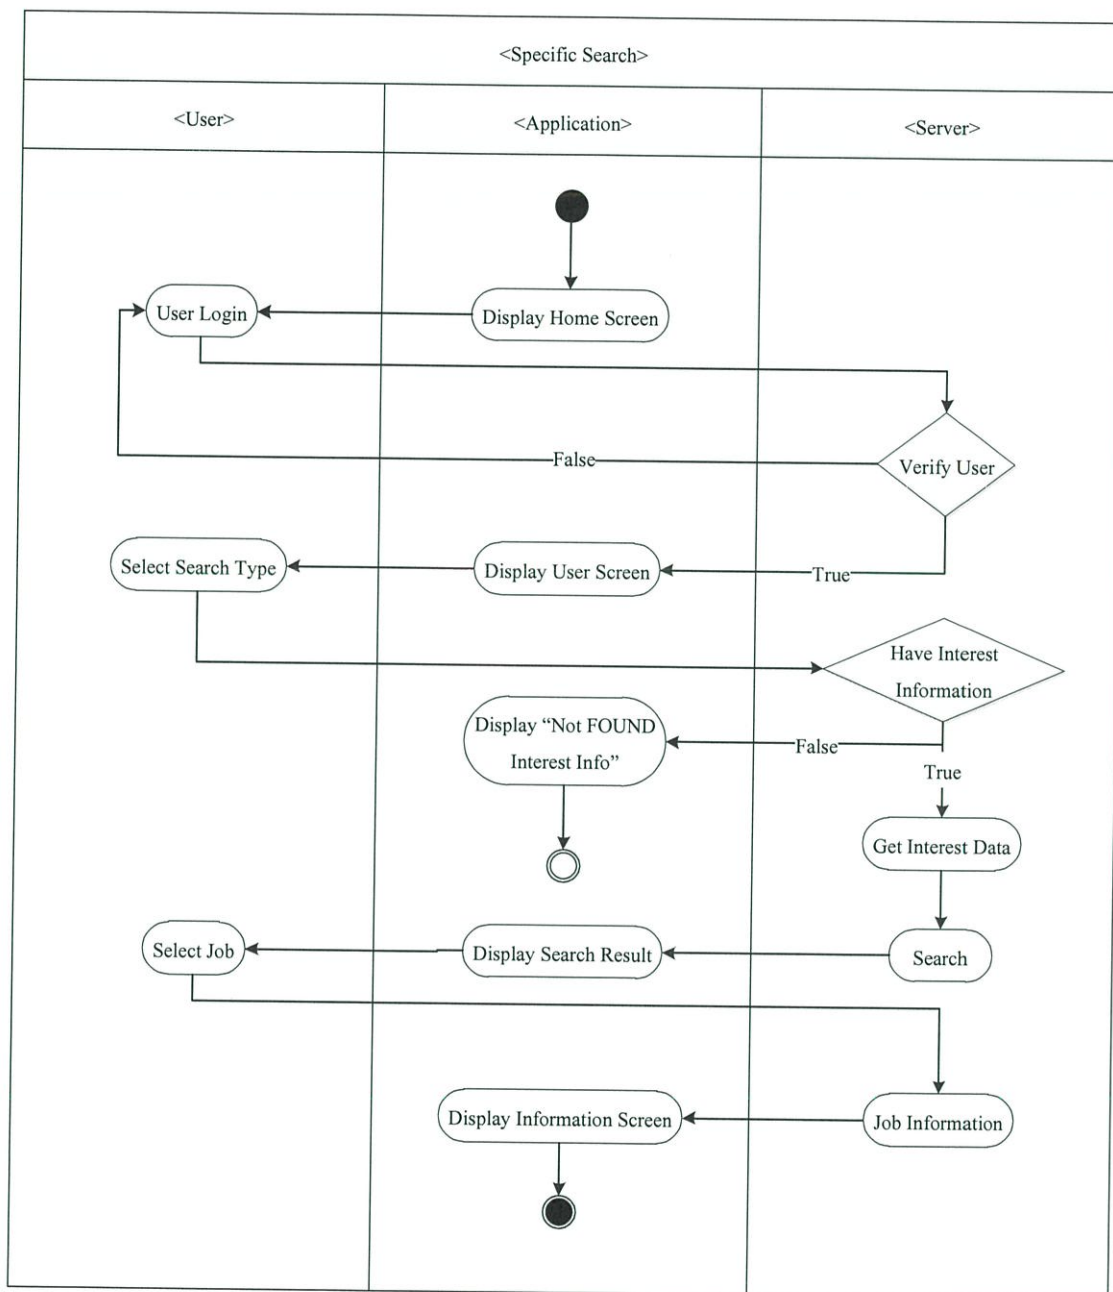 <Specific Search>
<User>
<Application>
<Server>
User Login
Display Home Screen
False
Verify User
Select Search Type
Display User Screen
True
Have Interest
Information
Display “Not FOUND
Interest Info”
False
True
Get Interest Data
Select Job
Display Search Result
Search
Display Information Screen
Job Information